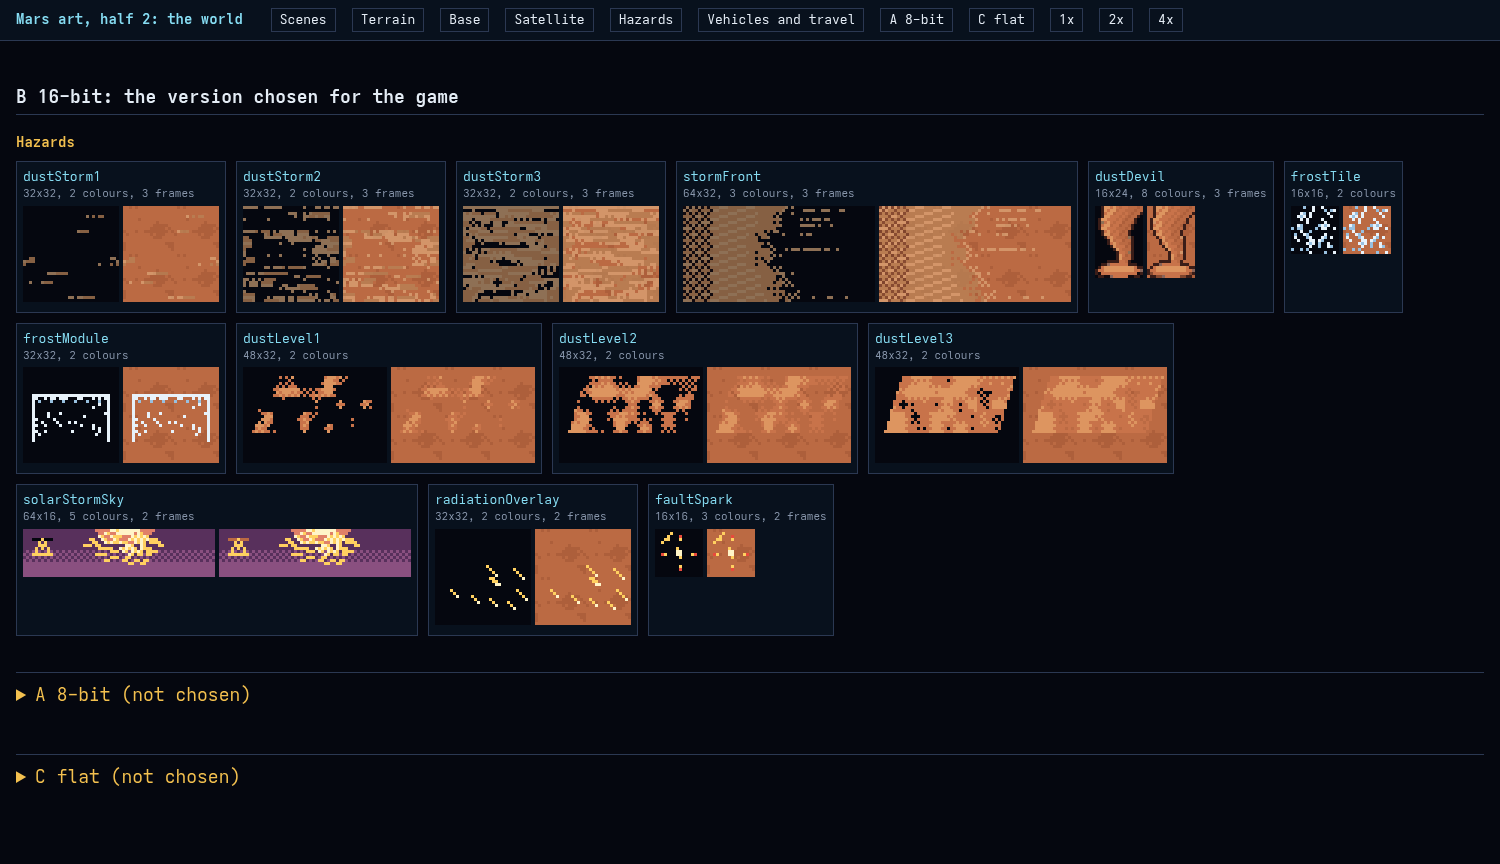 Mars art, half 2: the world
Scenes
Terrain
Base
Satellite
Hazards
Vehicles and travel
A 8-bit
C flat
1x
2x
4x
B 16-bit: the version chosen for the game
Hazards
dustStorm1
32x32, 2 colours, 3 frames
dustStorm2
32x32, 2 colours, 3 frames
dustStorm3
32x32, 2 colours, 3 frames
stormFront
64x32, 3 colours, 3 frames
dustDevil
16x24, 8 colours, 3 frames
frostTile
16x16, 2 colours
frostModule
32x32, 2 colours
dustLevel1
48x32, 2 colours
dustLevel2
48x32, 2 colours
dustLevel3
48x32, 2 colours
solarStormSky
64x16, 5 colours, 2 frames
radiationOverlay
32x32, 2 colours, 2 frames
faultSpark
16x16, 3 colours, 2 frames
A 8-bit (not chosen)
C flat (not chosen)